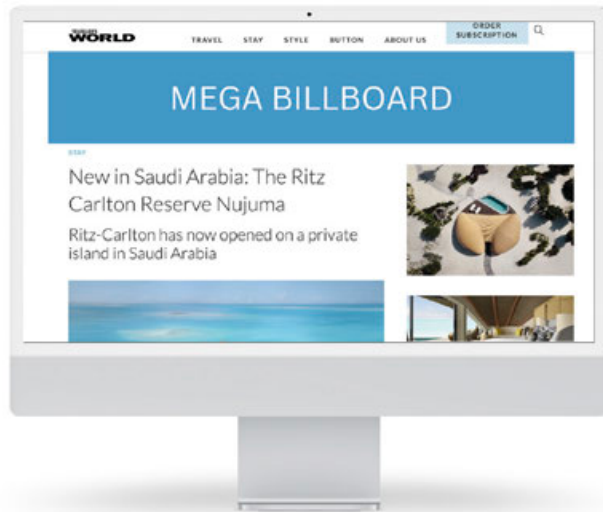 WORLD
TRAVEL STAY STYLE BUTTON ABOUT US
ORDER
SUBSCRIPTION
MEGA BILLBOARD
STAY
New in Saudi Arabia: The Ritz
Carlton Reserve Nujuma
Ritz-Carlton has now opened on a private
island in Saudi Arabia